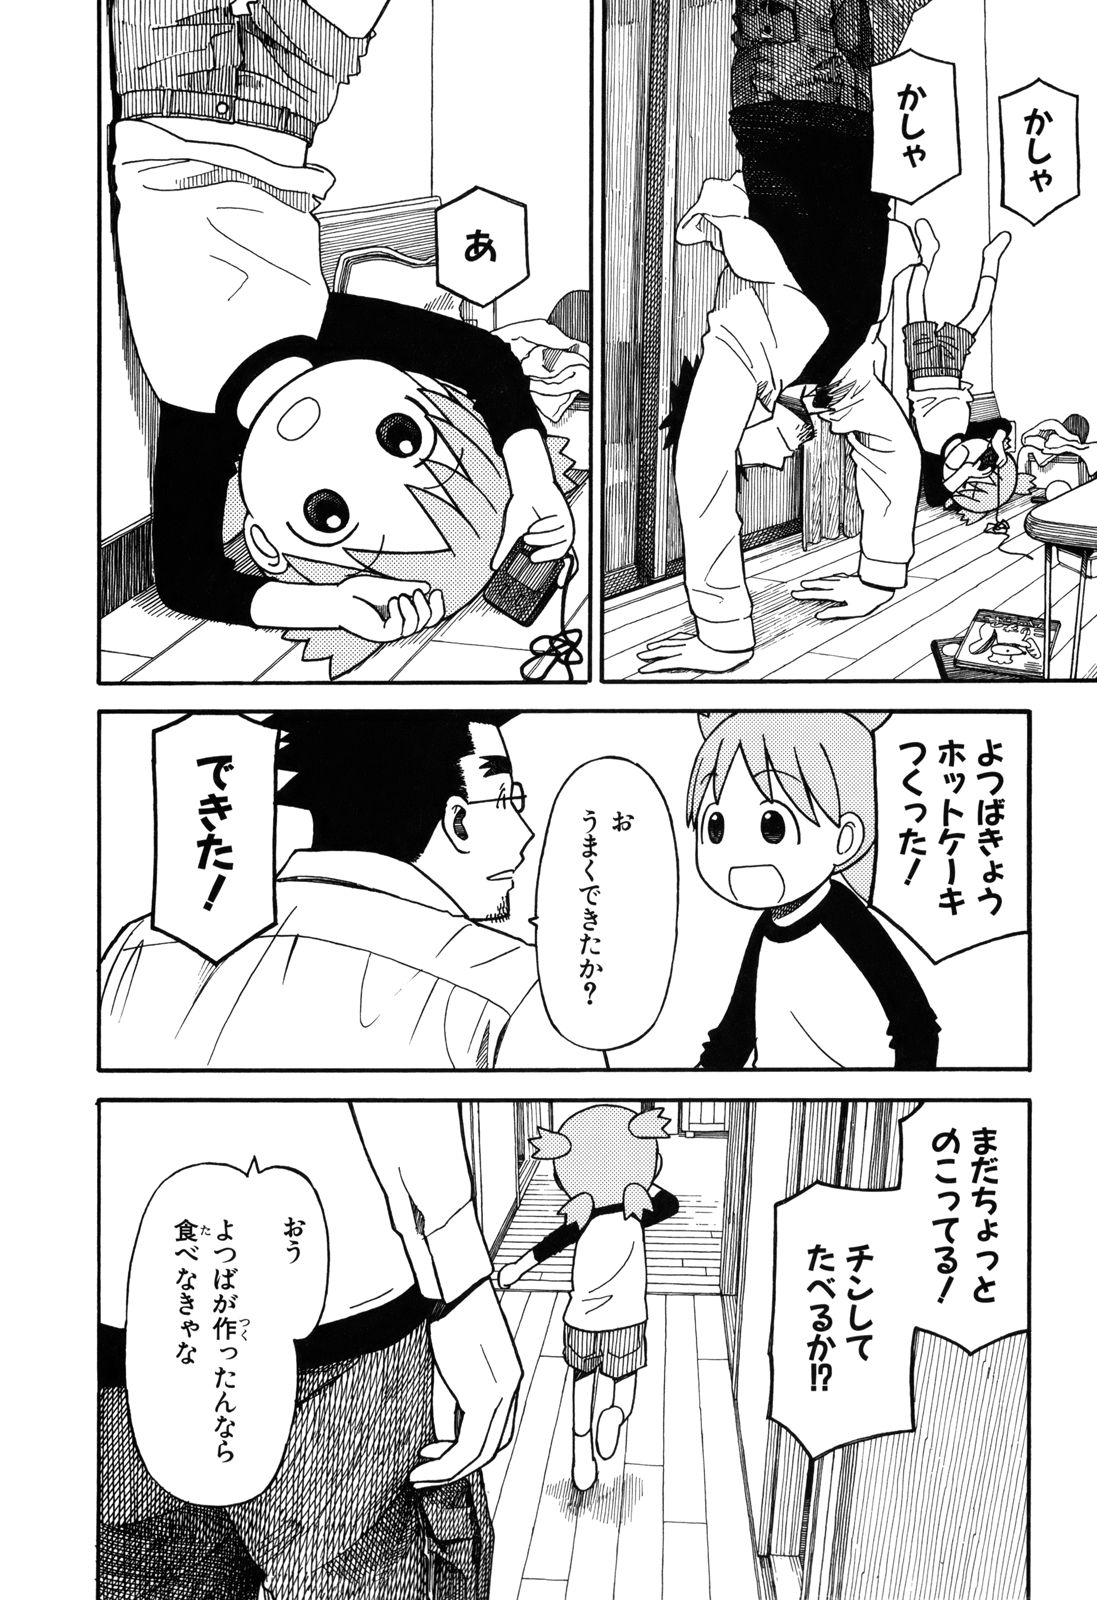 かしゃ
かしゃ
あ
よつばきょう
ホットケーキ
つくった！
お
うまくできたか？
できた！
まだちょっと
のこってる！
チンして
たべるか!?
おう
よつばが作ったんなら
食べなきゃな